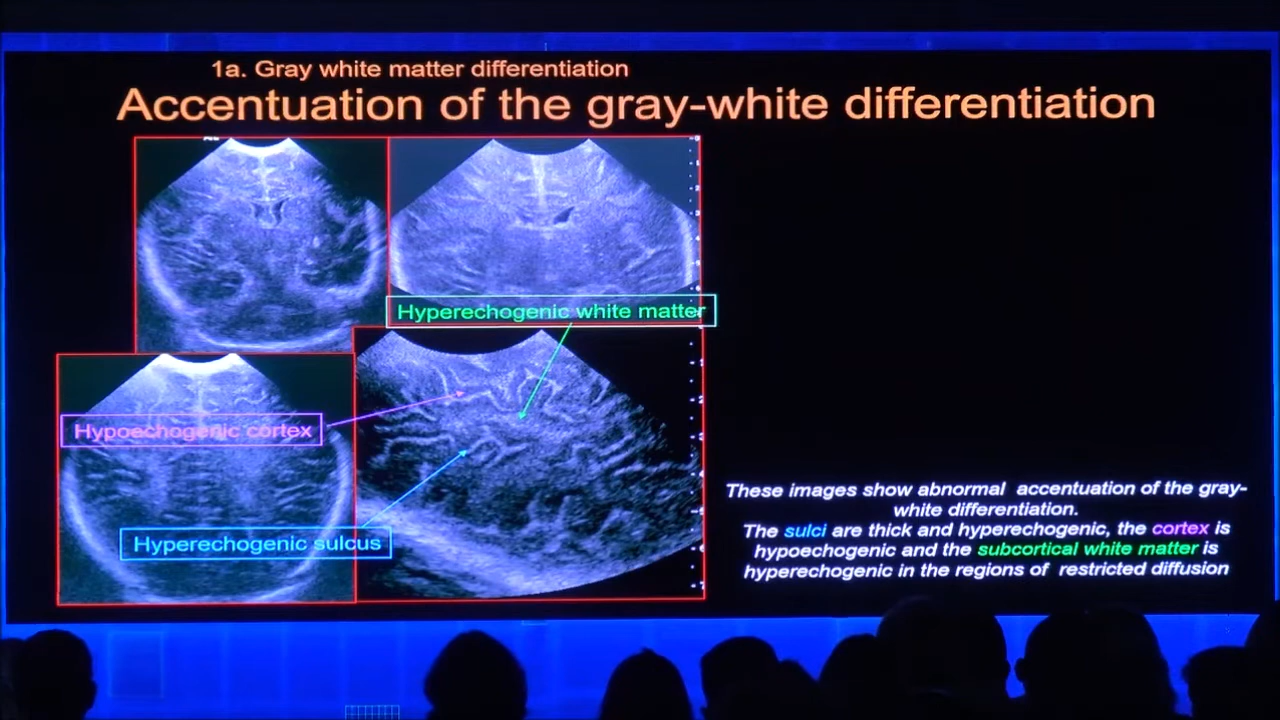 1a. Gray white matter differentiation
Accentuation of the gray-white differentiation
Hyperechogenic white matter
Hypoechogenic cortex
Hyperechogenic sulcus
These images show abnormal accentuation of the gray-
white differentiation.
The sulci are thick and hyperechogenic, the cortex is
hypoechogenic and the subcortical white matter is
hyperechogenic in the regions of restricted diffusion